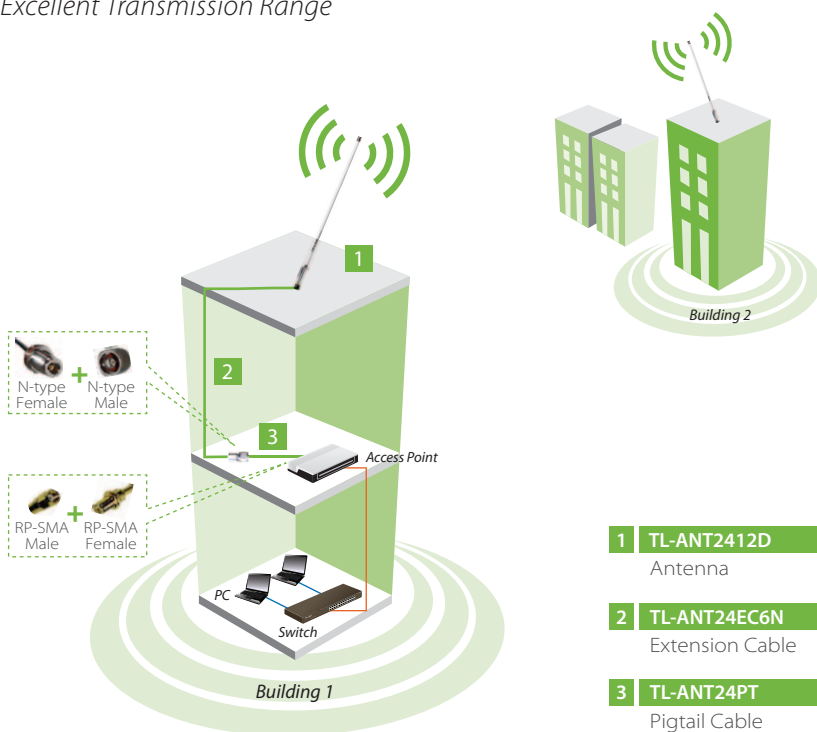 Excellent Transmission Range
1
2
3
N-type
Female
N-type
Male
Access Point
RP-SMA
Male
RP-SMA
Female
PC
Switch
Building 1
Building 2
1 TL-ANT2412D
Antenna
2 TL-ANT24EC6N
Extension Cable
3 TL-ANT24PT
Pigtail Cable